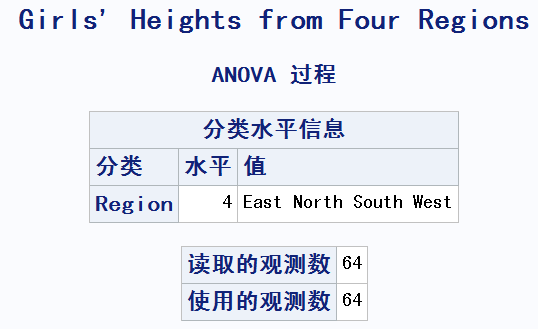 Girls' Heights from Four Regions
ANOVA 过程
分类水平信息
分类 水平 值
Region 4 East North South West
读取的观测数 64
使用的观测数 64